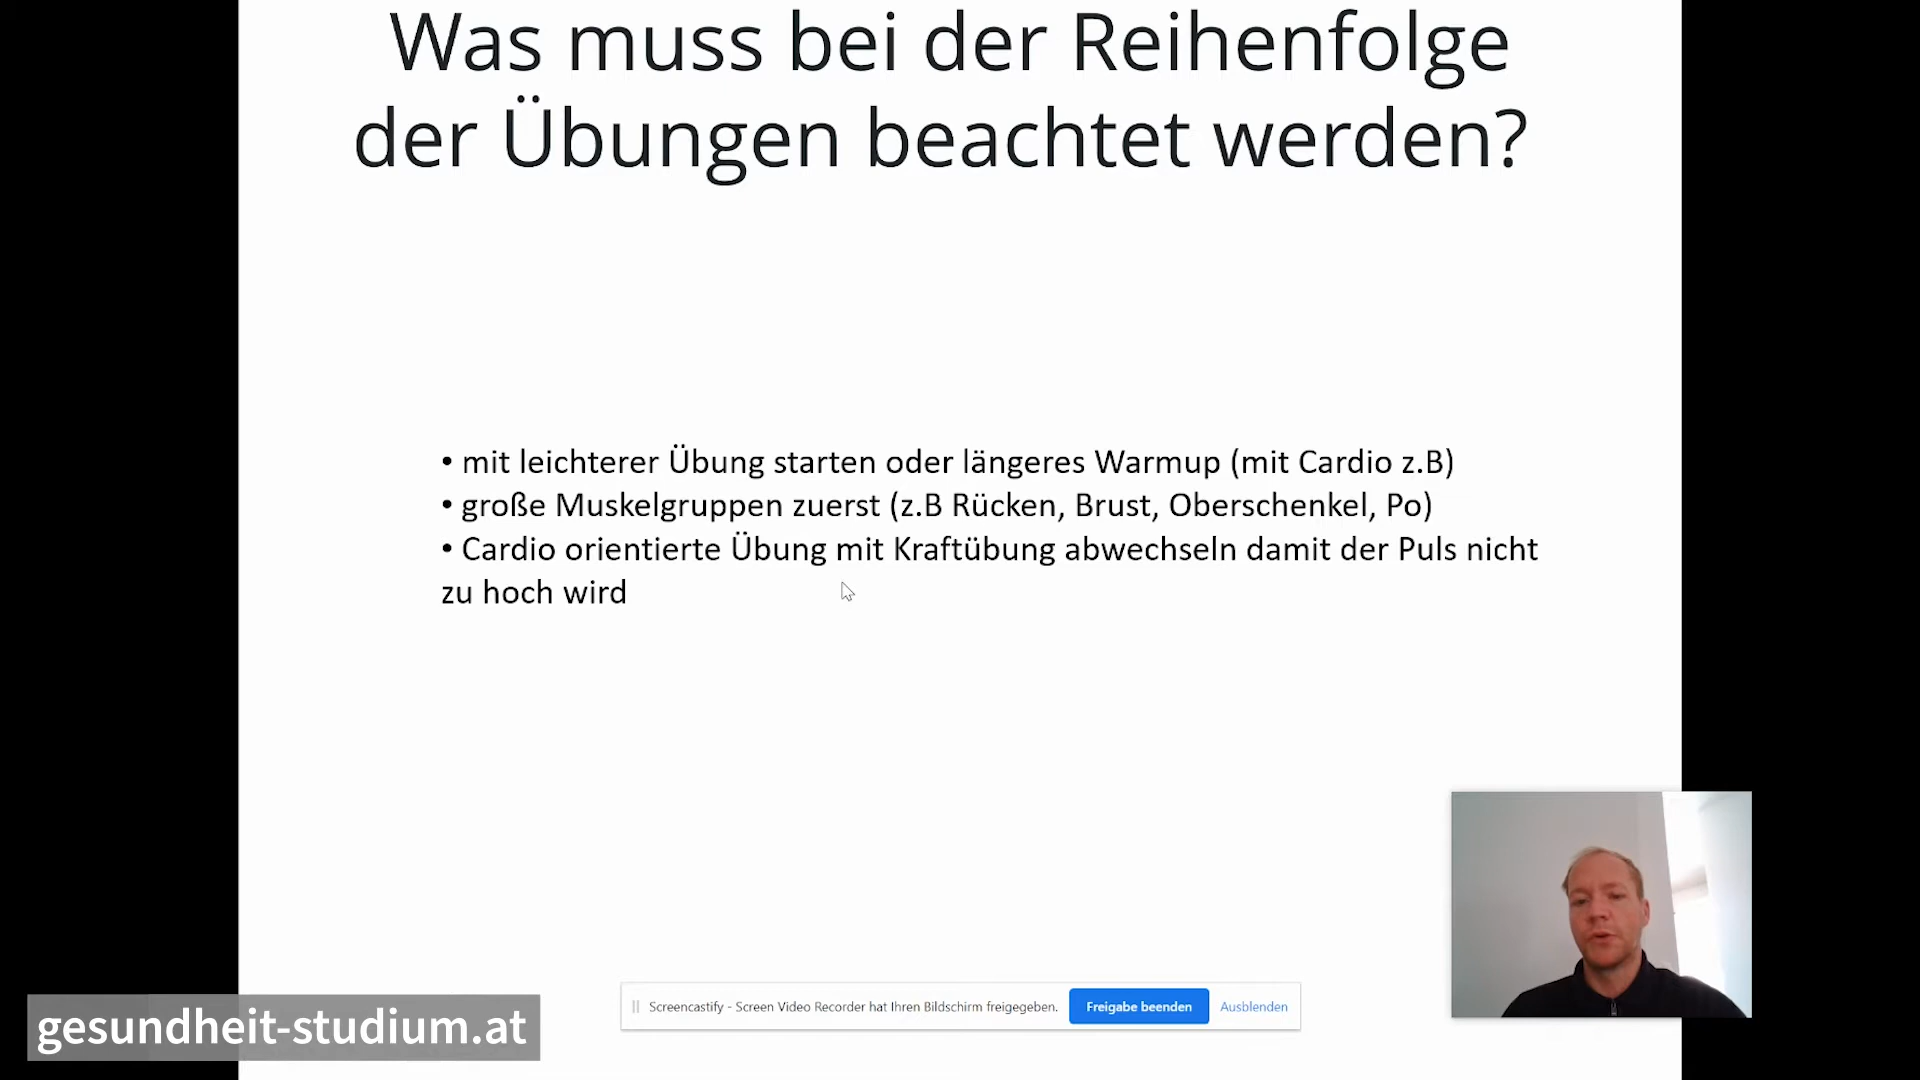 Was muss bei der Reihenfolge
der Übungen beachtet werden?
• mit leichterer Übung starten oder längeres Warmup (mit Cardio z.B)
• große Muskelgruppen zuerst (z.B Rücken, Brust, Oberschenkel, Po)
• Cardio orientierte Übung mit Kraftübung abwechseln damit der Puls nicht
zu hoch wird
Screencastify - Screen Video Recorder hat Ihren Bildschirm freigegeben. Freigabe beenden Ausblenden
gesundheit-studium.at